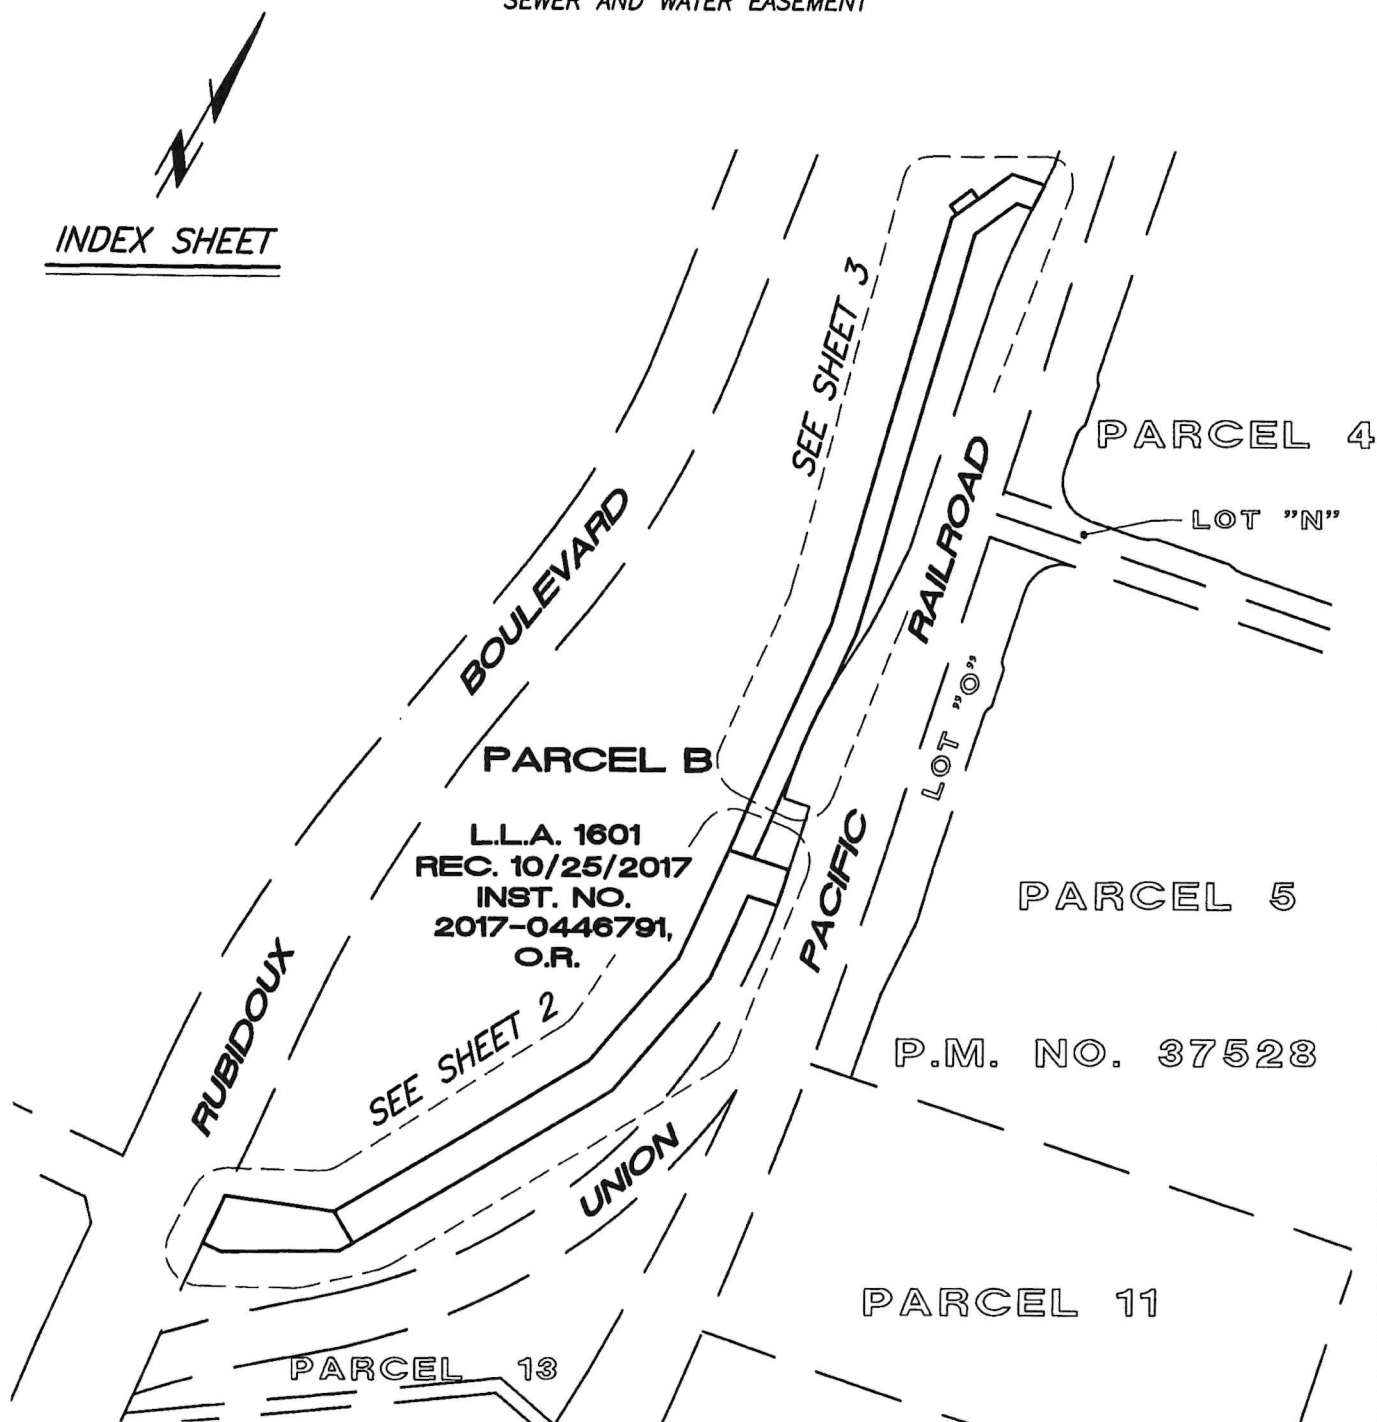 SEWER AND WATER EASEMENT
N
INDEX SHEET
SEE SHEET 3
PARCEL 4
LOT "N"
RAILROAD
BOULEVARD
LOT "O"
PARCEL B
L.L.A. 1601
REC. 10/25/2017
INST. NO.
2017-0446791,
O.R.
PACIFIC
PARCEL 5
RUBIDOUX
SEE SHEET 2
P.M. NO. 37528
UNION
PARCEL 11
PARCEL 13